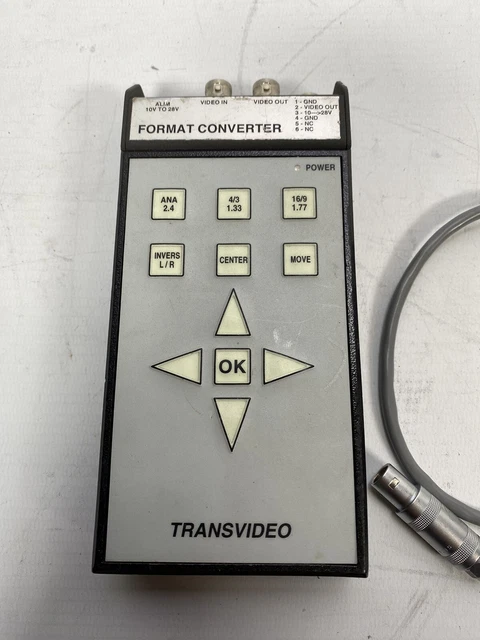 ALIM
10V TO 28V
VIDEO IN
VIDEO OUT
1 - GND
2 - VIDEO OUT
3 - 10-->28V
4 - GND
5 - NC
6 - NC
FORMAT CONVERTER
POWER
ANA
2.4
4/3
1.33
16/9
1.77
INVERS
L / R
CENTER
MOVE
OK
TRANSVIDEO